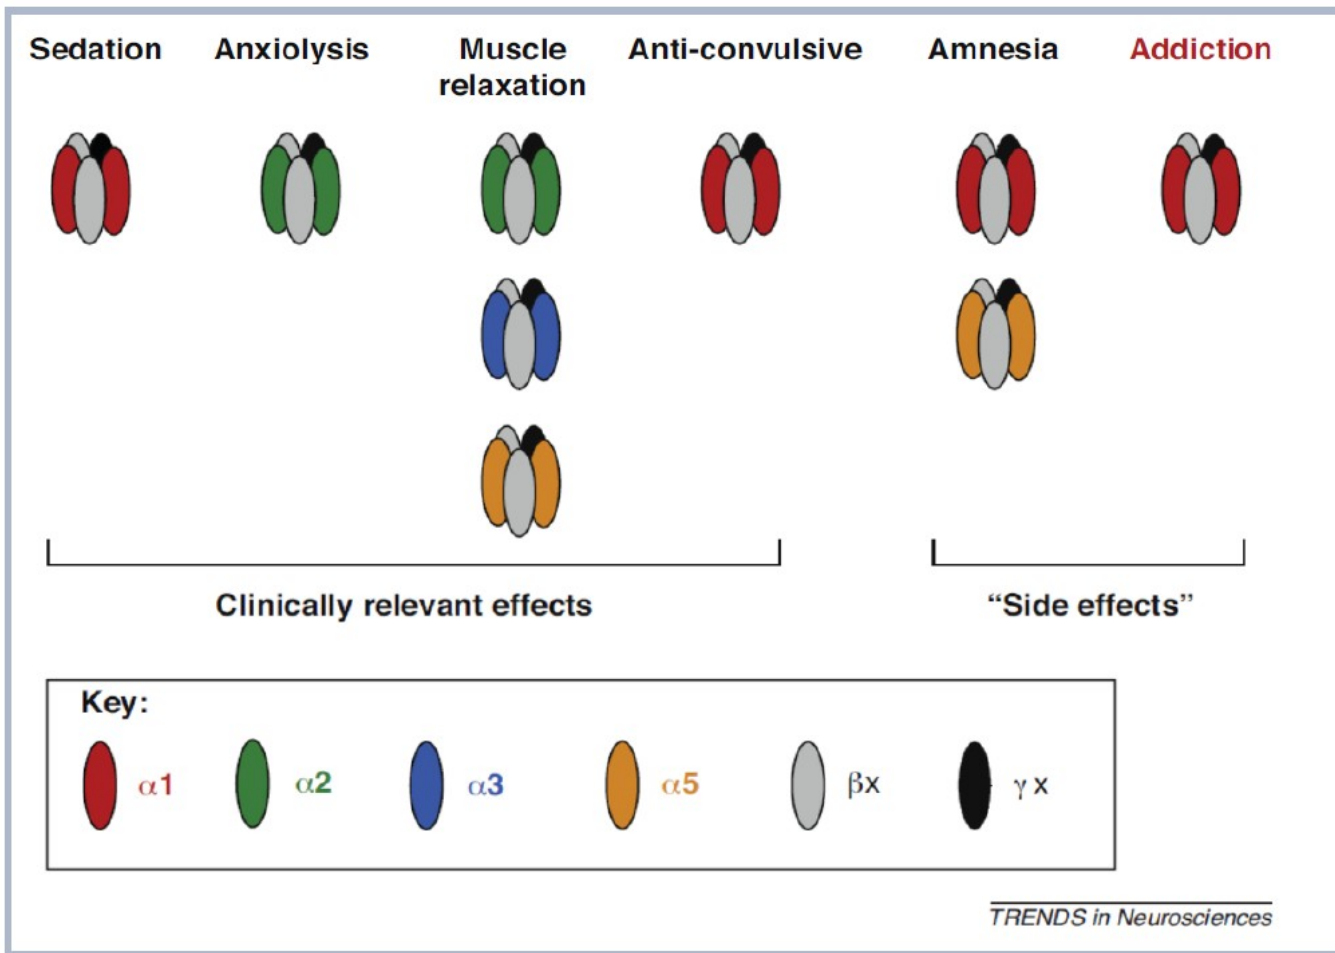 Sedation Anxiolysis Muscle relaxation Anti-convulsive Amnesia Addiction
Clinically relevant effects
“Side effects”
Key:
α1 α2 α3 α5 βx γ x
TRENDS in Neurosciences